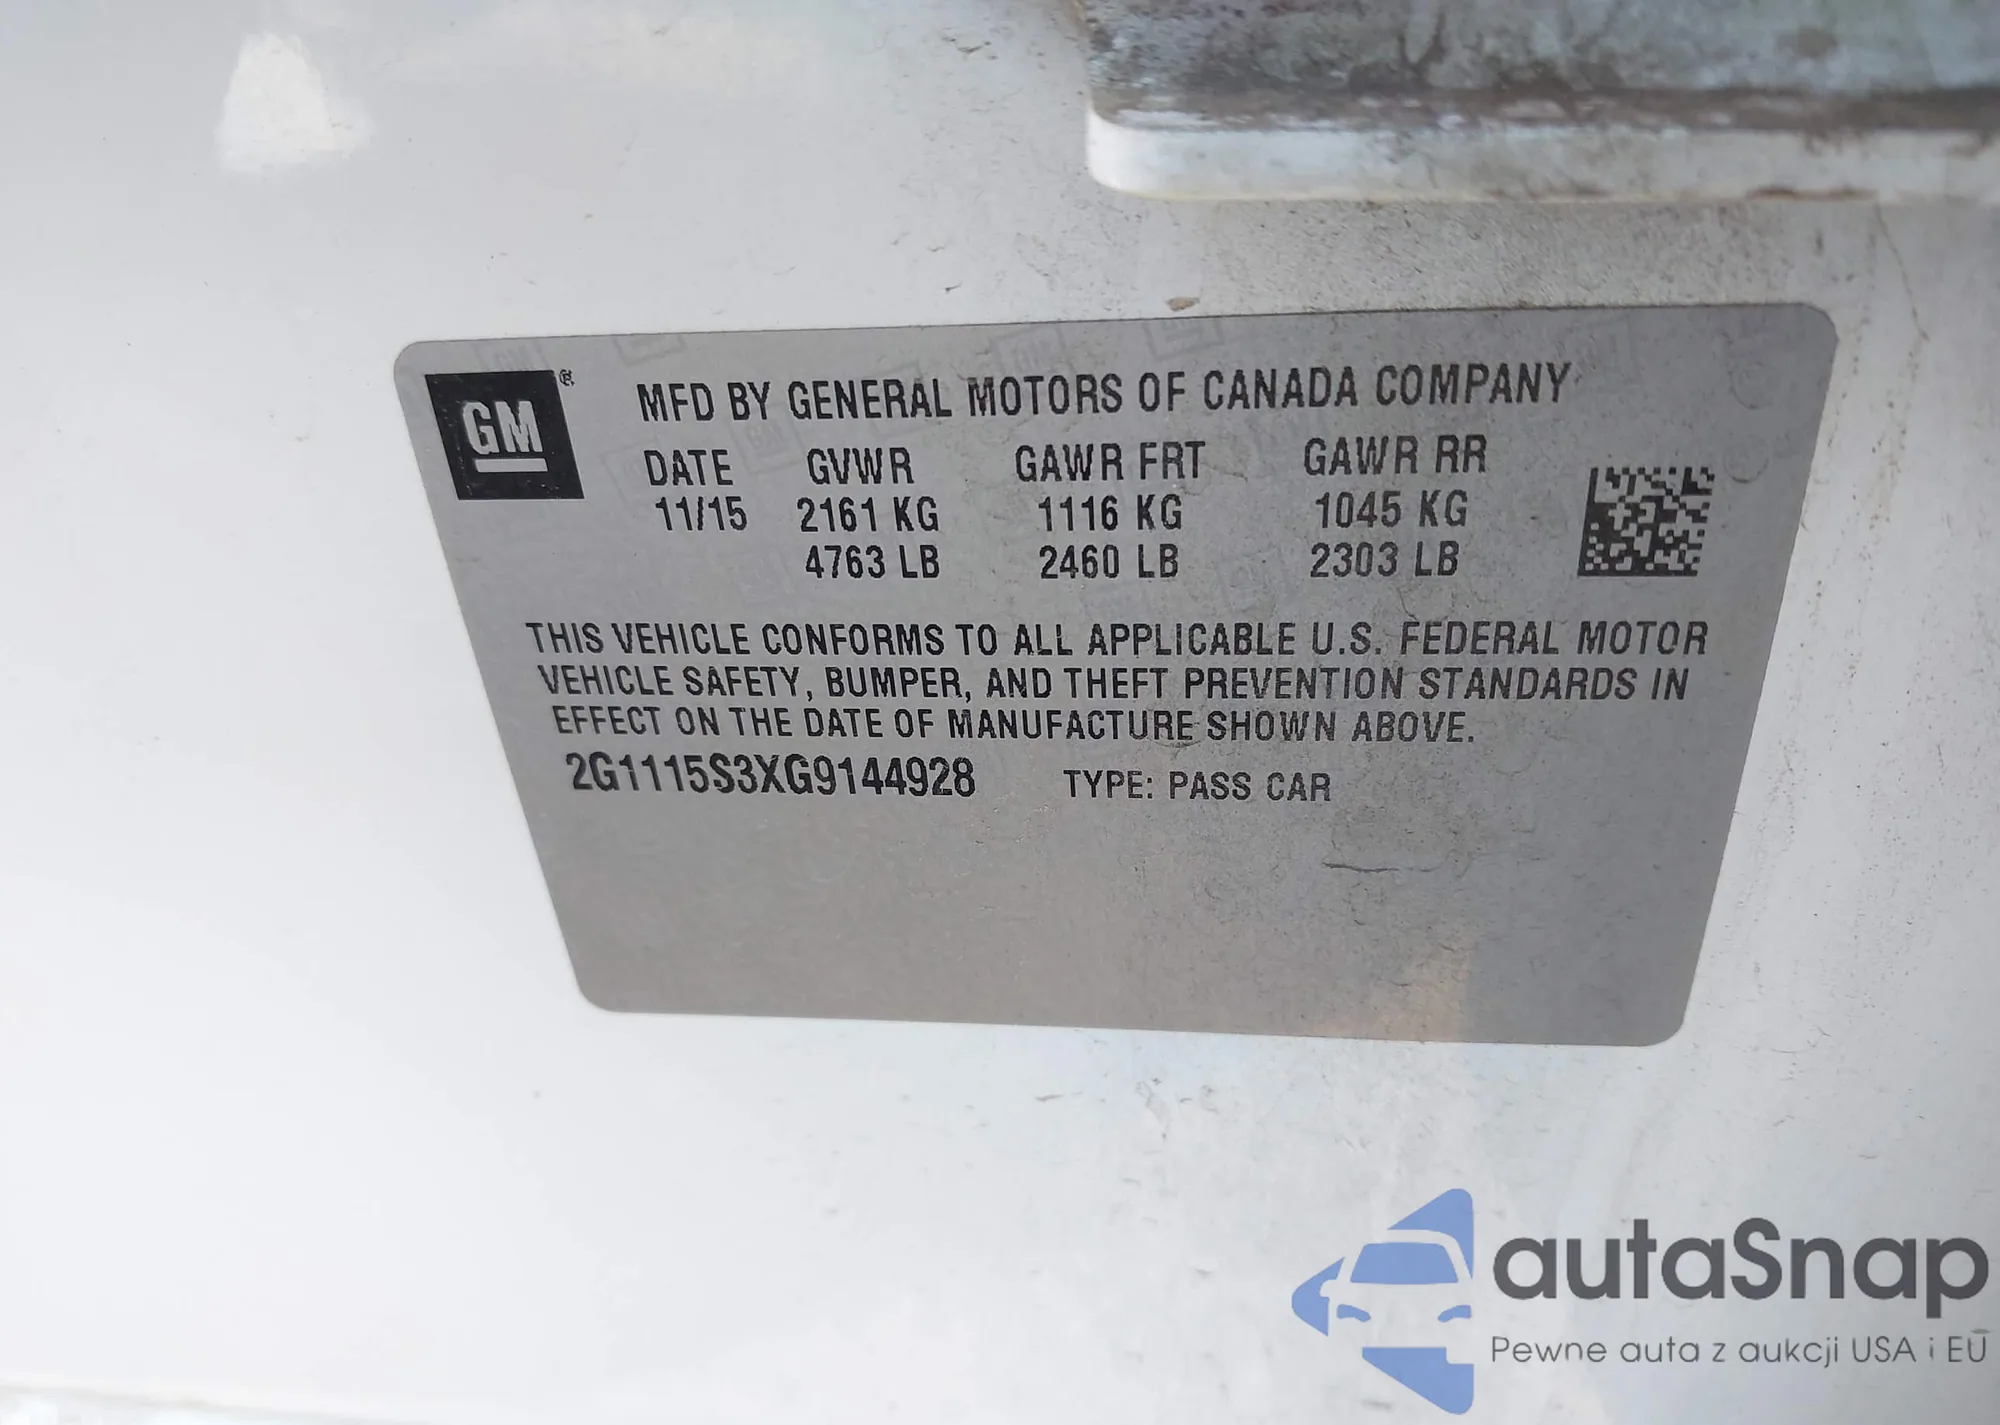 GM ®
MFD BY GENERAL MOTORS OF CANADA COMPANY
DATE GVWR GAWR FRT GAWR RR
11/15 2161 KG 1116 KG 1045 KG
4763 LB 2460 LB 2303 LB
THIS VEHICLE CONFORMS TO ALL APPLICABLE U.S. FEDERAL MOTOR
VEHICLE SAFETY, BUMPER, AND THEFT PREVENTION STANDARDS IN
EFFECT ON THE DATE OF MANUFACTURE SHOWN ABOVE.
2G1115S3XG9144928 TYPE: PASS CAR
autaSnap
Pewne auta z aukcji USA i EU